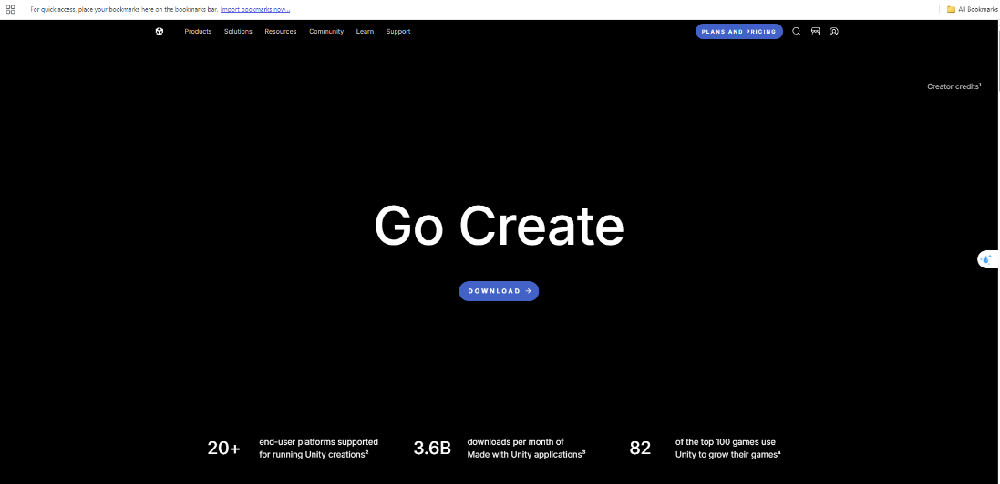 For quick access, place your bookmarks here on the bookmarks bar. Import bookmarks now...
All Bookmarks
Products Solutions Resources Community Learn Support
PLANS AND PRICING
Creator credits¹
Go Create
DOWNLOAD →
20+
end-user platforms supported
for running Unity creations²
3.6B
downloads per month of
Made with Unity applications³
82
of the top 100 games use
Unity to grow their games⁴